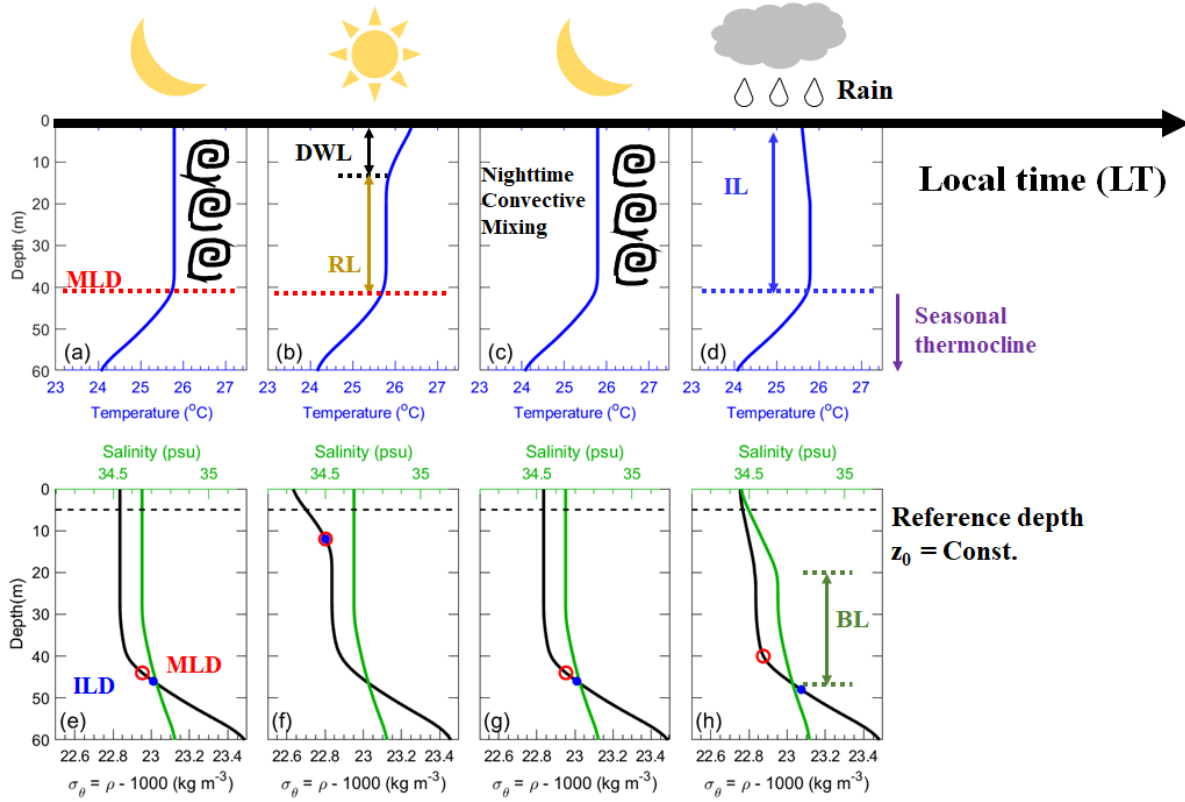 Rain
0
10
20
30
40
50
60
Depth (m)
MLD
(a)
23 24 25 26 27
Temperature (°C)
DWL
RL
(b)
23 24 25 26 27
Temperature (°C)
Nighttime
Convective
Mixing
(c)
23 24 25 26 27
Temperature (°C)
IL
(d)
23 24 25 26 27
Temperature (°C)
Local time (LT)
Seasonal
thermocline
Salinity (psu)
34.5 35
Salinity (psu)
34.5 35
Salinity (psu)
34.5 35
Salinity (psu)
34.5 35
0
10
20
30
40
50
60
Depth(m)
ILD
MLD
(e)
22.6 23 23.2 23.4
σθ = ρ - 1000 (kg m-3)
(f)
22.6 22.8 23 23.2 23.4
σθ = ρ - 1000 (kg m-3)
(g)
22.6 22.8 23 23.2 23.4
σθ = ρ - 1000 (kg m-3)
BL
(h)
22.6 22.8 23 23.2 23.4
σθ = ρ - 1000 (kg m-3)
Reference depth
z0 = Const.